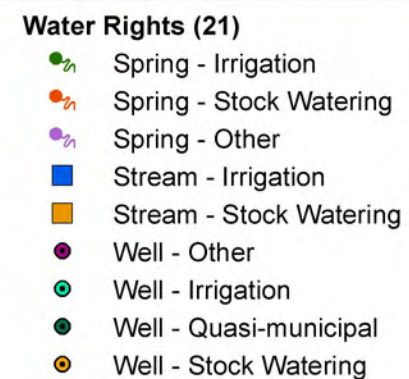 Water Rights (21)
Spring - Irrigation
Spring - Stock Watering
Spring - Other
Stream - Irrigation
Stream - Stock Watering
Well - Other
Well - Irrigation
Well - Quasi-municipal
Well - Stock Watering